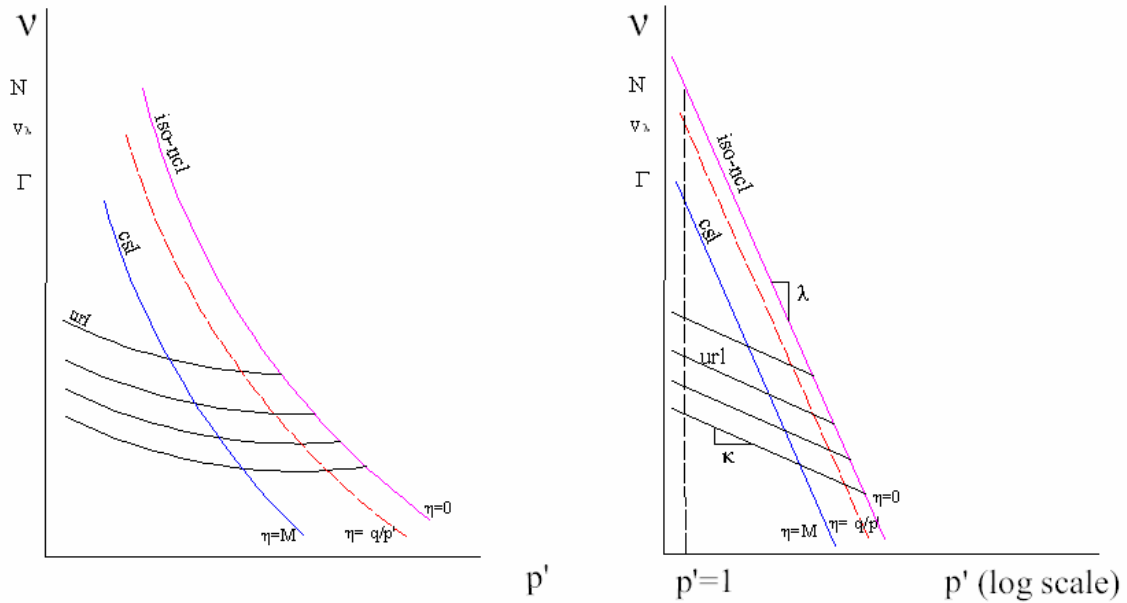 ν
N
vλ
Γ
iso-ncl
csl
url
η=M
η= q/p'
η=0
p'
ν
N
vλ
Γ
iso-ncl
csl
λ
url
κ
η=0
η= q/p'
η=M
p'=1
p' (log scale)